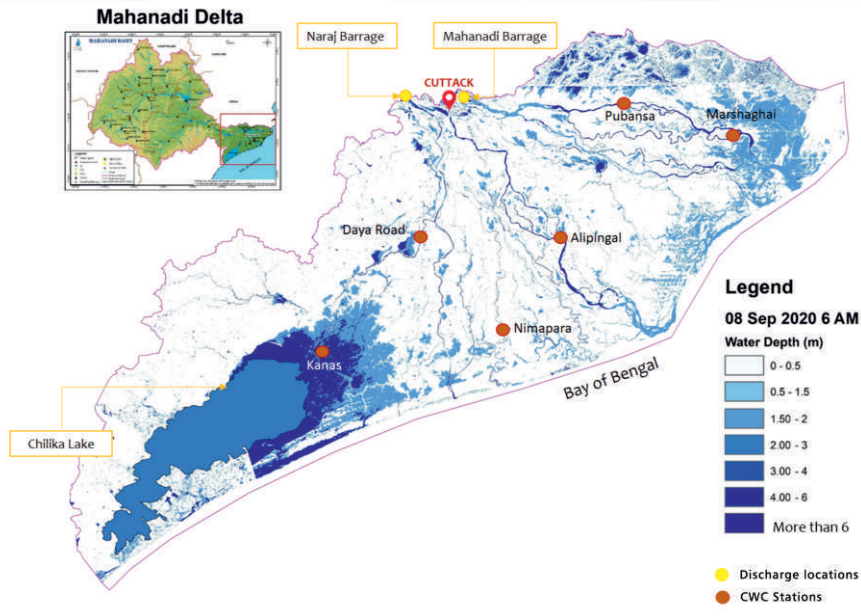 Mahanadi Delta
MAHANADI BASIN
Naraj Barrage
Mahanadi Barrage
CUTTACK
Pubansa
Marshaghai
Daya Road
Alipingal
Nimapara
Kanas
Bay of Bengal
Chilika Lake
Legend
08 Sep 2020 6 AM
Water Depth (m)
0 - 0.5
0.5 - 1.5
1.50 - 2
2.00 - 3
3.00 - 4
4.00 - 6
More than 6
Discharge locations
CWC Stations